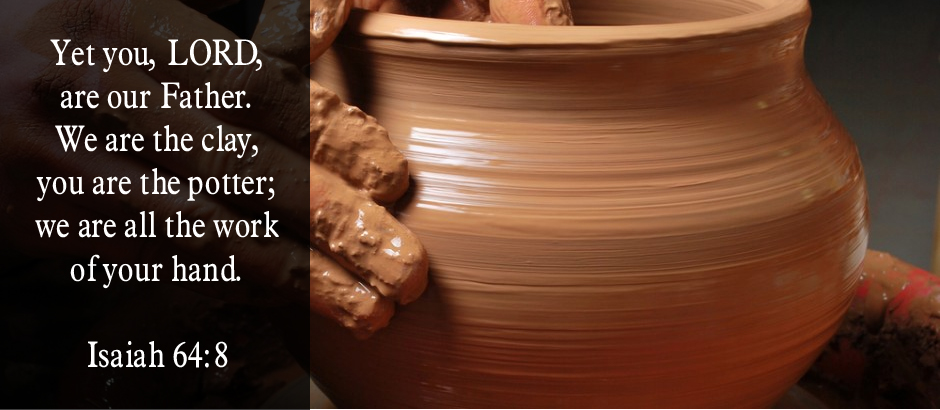 Yet you, LORD,
are our Father.
We are the clay,
you are the potter;
we are all the work
of your hand.
Isaiah 64:8